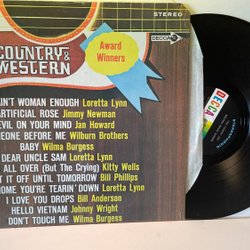 STEREO
DECCA
COUNTRY &
WESTERN
Award
Winners
AIN'T WOMAN ENOUGH Loretta Lynn
ARTIFICIAL ROSE Jimmy Newman
EVIL ON YOUR MIND Jan Howard
EONE BEFORE ME Wilburn Brothers
BABY Wilma Burgess
DEAR UNCLE SAM Loretta Lynn
ALL OVER (But The Crying) Kitty Wells
IT OFF UNTIL TOMORROW Bill Phillips
OME YOU'RE TEARIN' DOWN Loretta Lynn
I LOVE YOU DROPS Bill Anderson
HELLO VIETNAM Johnny Wright
DON'T TOUCH ME Wilma Burgess
DECCA